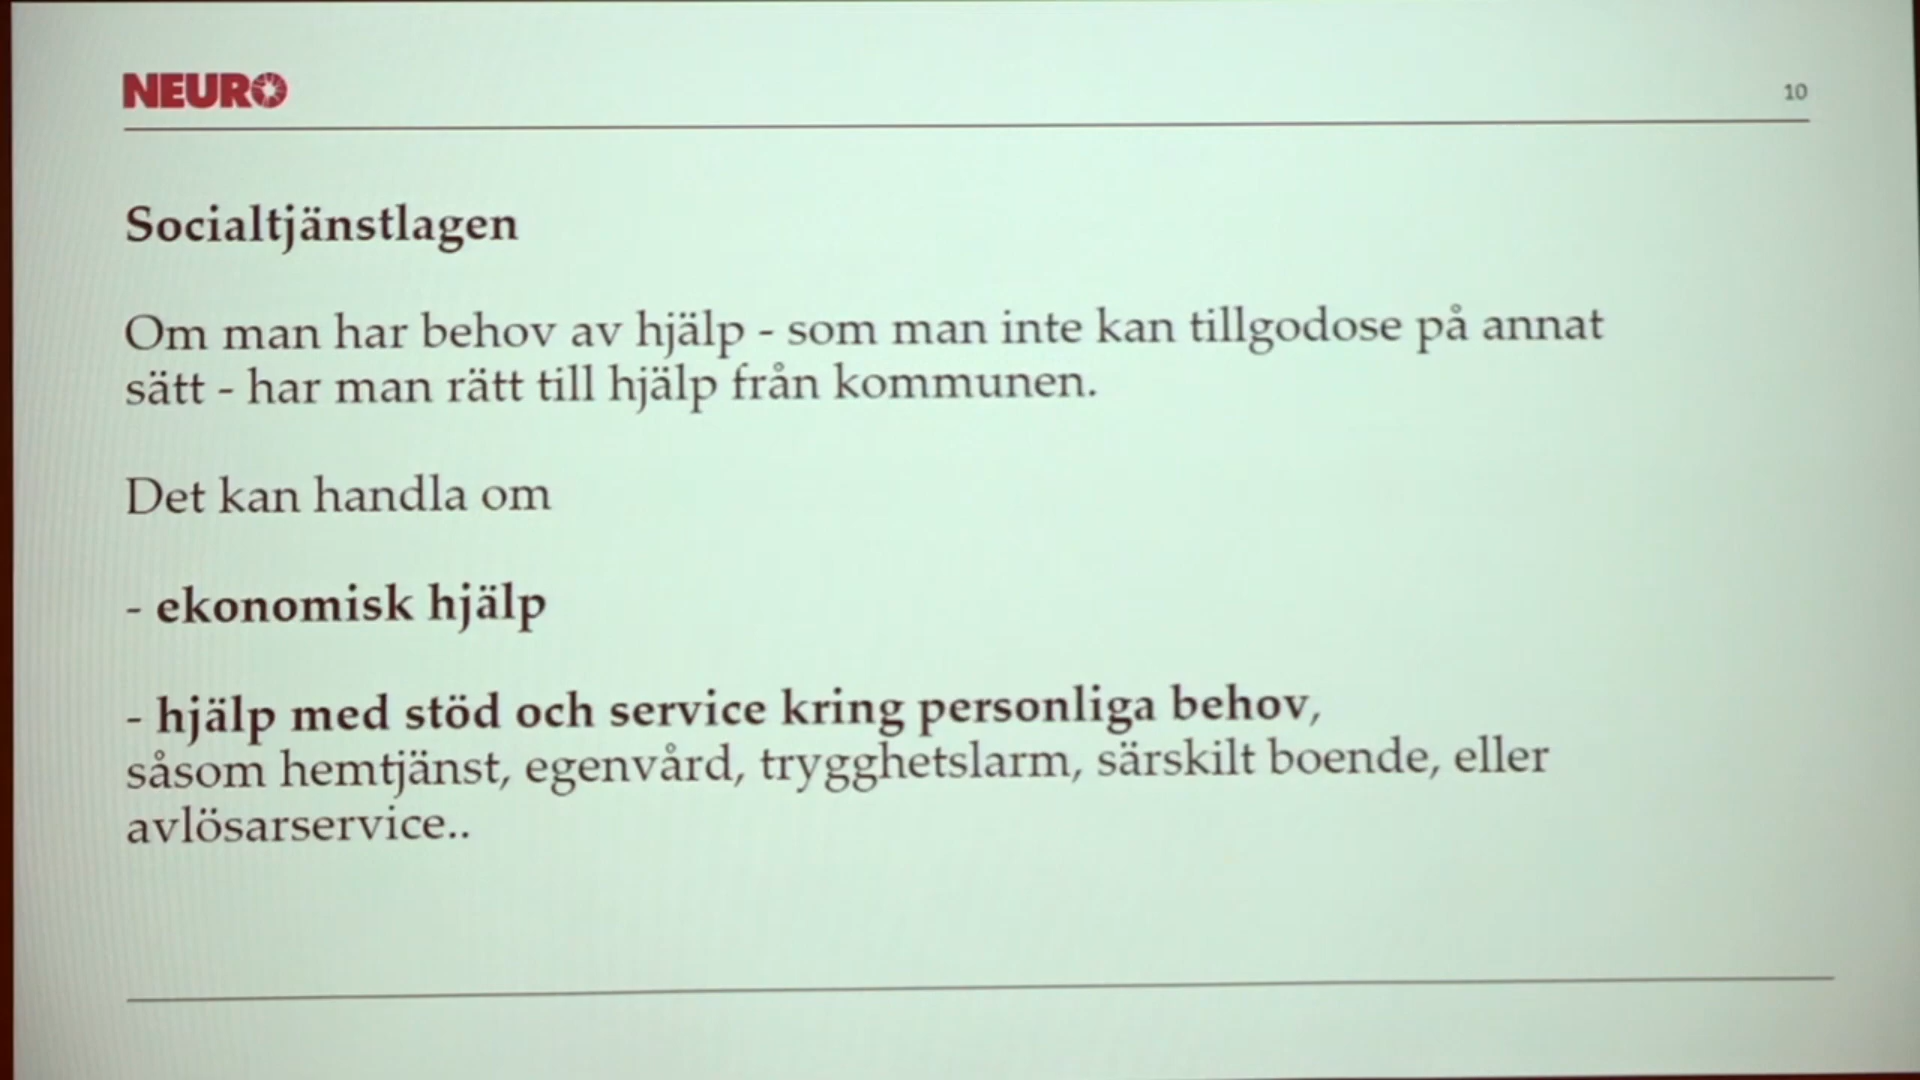 NEURO
10
Socialtjänstlagen
Om man har behov av hjälp - som man inte kan tillgodose på annat
sätt - har man rätt till hjälp från kommunen.
Det kan handla om
- ekonomisk hjälp
- hjälp med stöd och service kring personliga behov,
såsom hemtjänst, egenvård, trygghetslarm, särskilt boende, eller
avlösarservice..